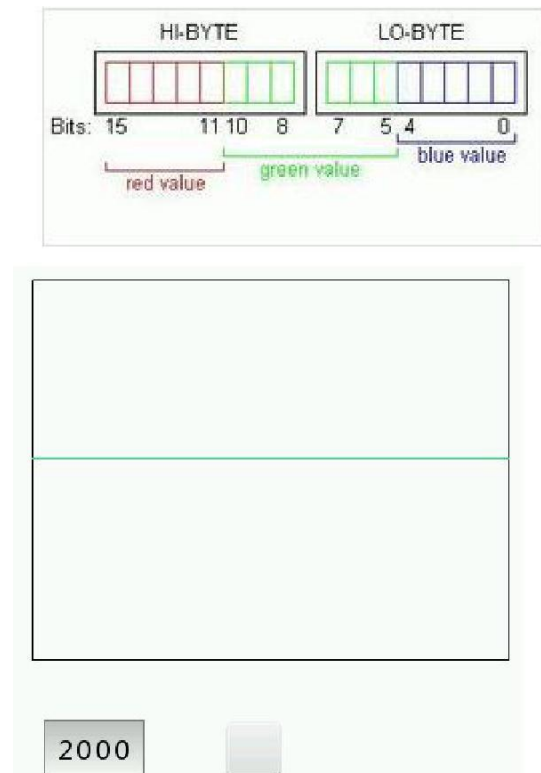 HI-BYTE LO-BYTE
Bits: 15 11 10 8 7 5 4 0
red value green value blue value
2000